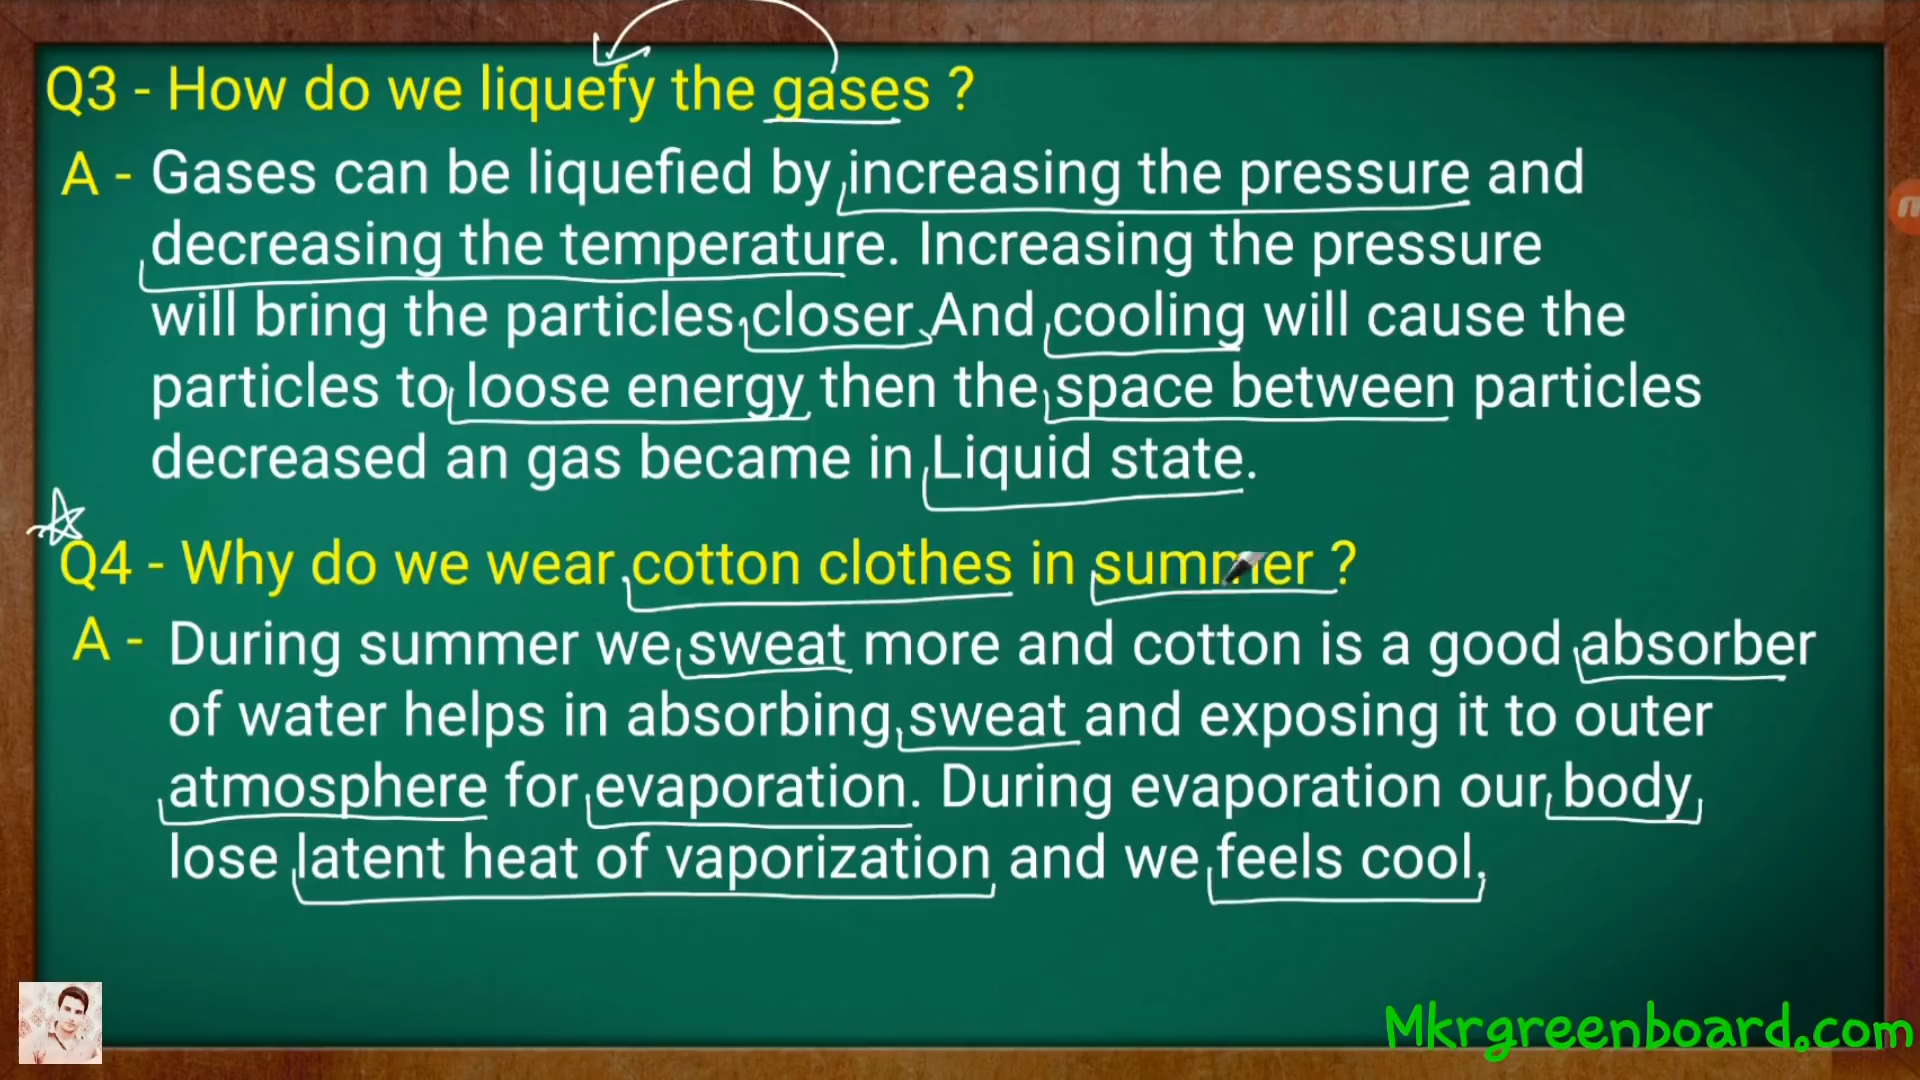 Q3 - How do we liquefy the gases ?
A - Gases can be liquefied by increasing the pressure and
decreasing the temperature. Increasing the pressure
will bring the particles closer. And cooling will cause the
particles to loose energy then the space between particles
decreased an gas became in Liquid state.
Q4 - Why do we wear cotton clothes in summer ?
A - During summer we sweat more and cotton is a good absorber
of water helps in absorbing sweat and exposing it to outer
atmosphere for evaporation. During evaporation our body
lose latent heat of vaporization and we feels cool.
Mkrgreenboard.com